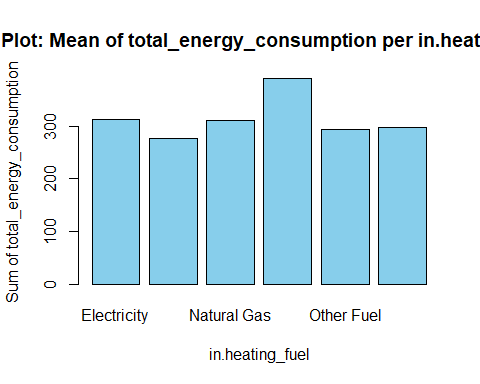 Plot: Mean of total_energy_consumption per in.heat
Sum of total_energy_consumption
300
200
100
0
Electricity Natural Gas Other Fuel
in.heating_fuel